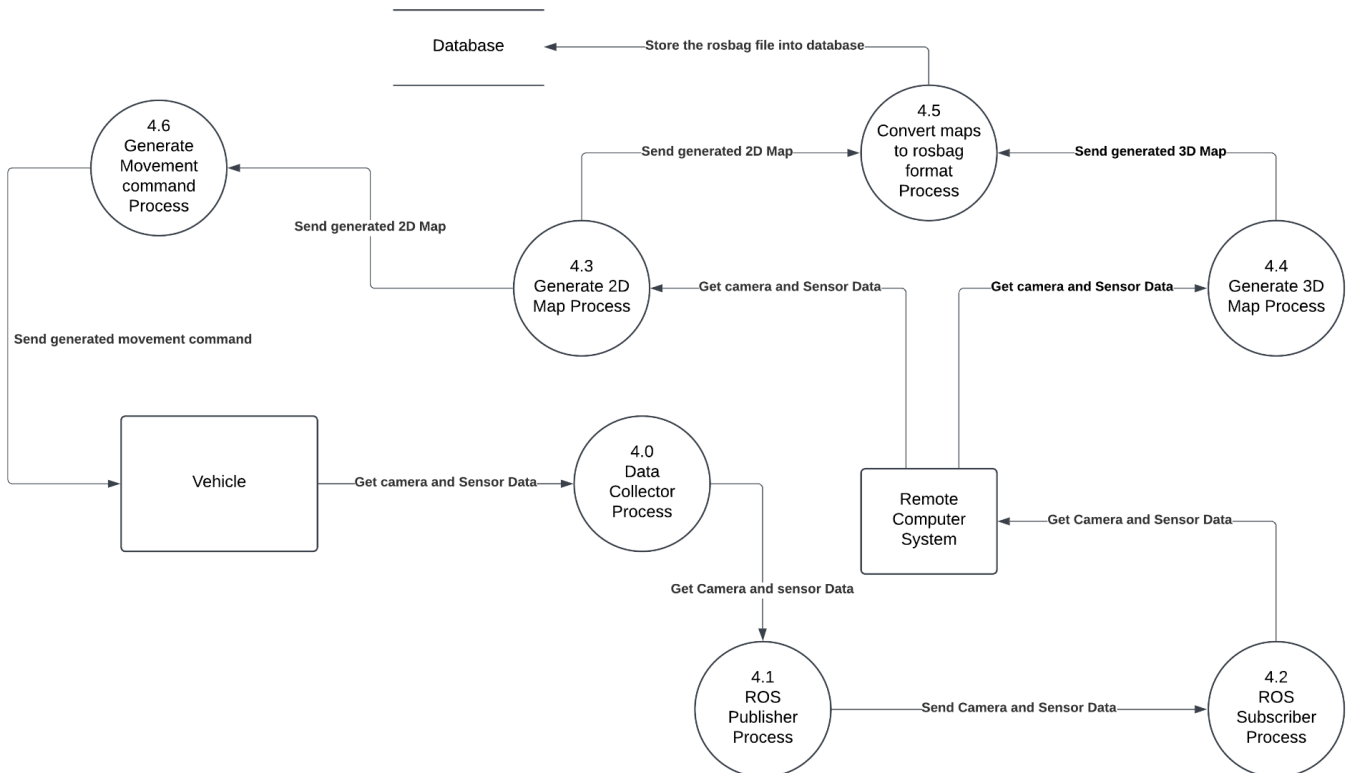 Database
Store the rosbag file into database
4.6
Generate
Movement
command
Process
4.5
Convert maps
to rosbag
format
Process
Send generated 2D Map
Send generated 3D Map
Send generated 2D Map
4.3
Generate 2D
Map Process
Get camera and Sensor Data
Get camera and Sensor Data
4.4
Generate 3D
Map Process
Send generated movement command
Vehicle
Get camera and Sensor Data
4.0
Data
Collector
Process
Remote
Computer
System
Get Camera and Sensor Data
Get Camera and sensor Data
4.1
ROS
Publisher
Process
Send Camera and Sensor Data
4.2
ROS
Subscriber
Process